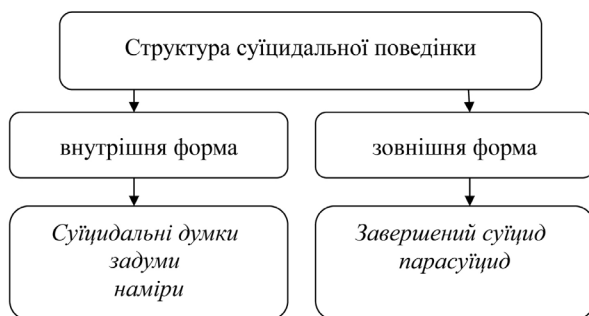 Структура суїцидальної поведінки
внутрішня форма
зовнішня форма
Суїцидальні думки
задуми
наміри
Завершений суїцид
парасуїцид